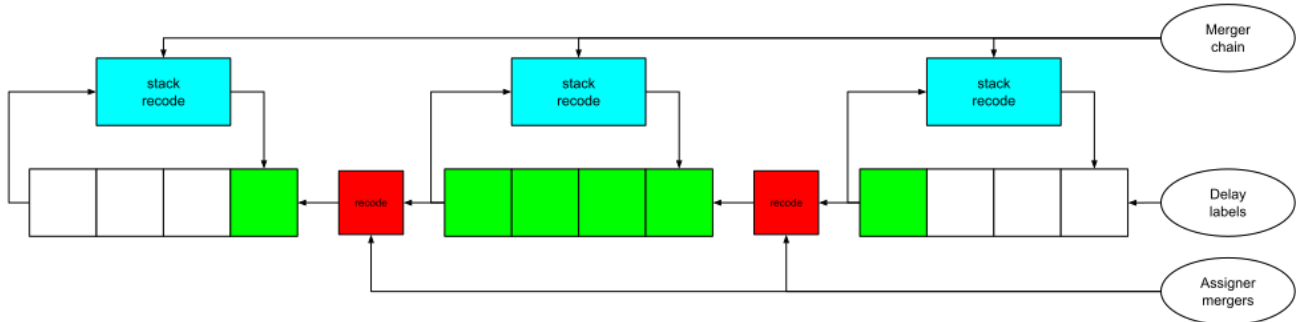 Merger
chain
stack
recode
stack
recode
stack
recode
recode
recode
Delay
labels
Assigner
mergers